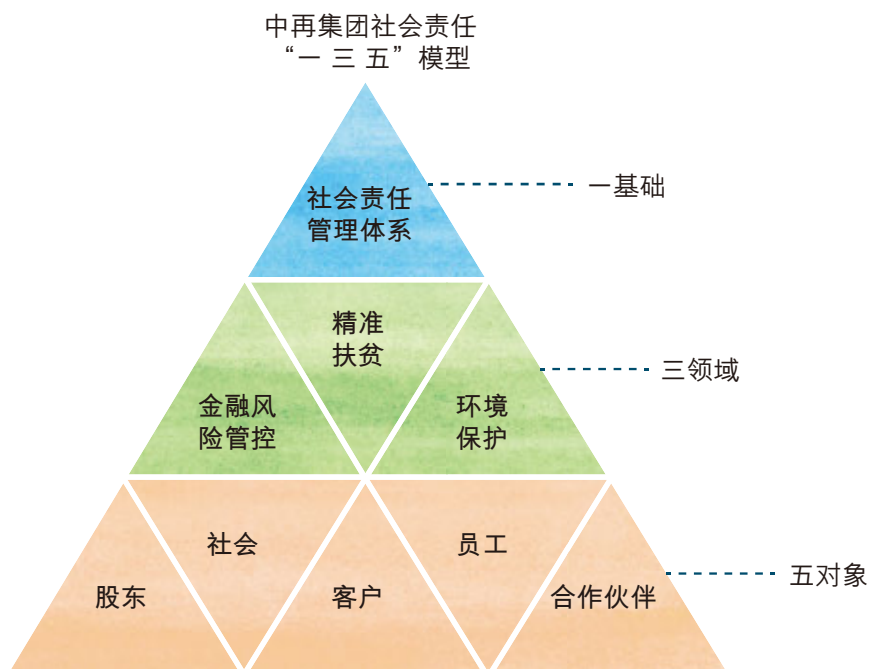 中再集团社会责任
“一 三 五”模型
社会责任
管理体系
一基础
精准
扶贫
金融风
险管控
环境
保护
三领域
股东
社会
客户
员工
合作伙伴
五对象